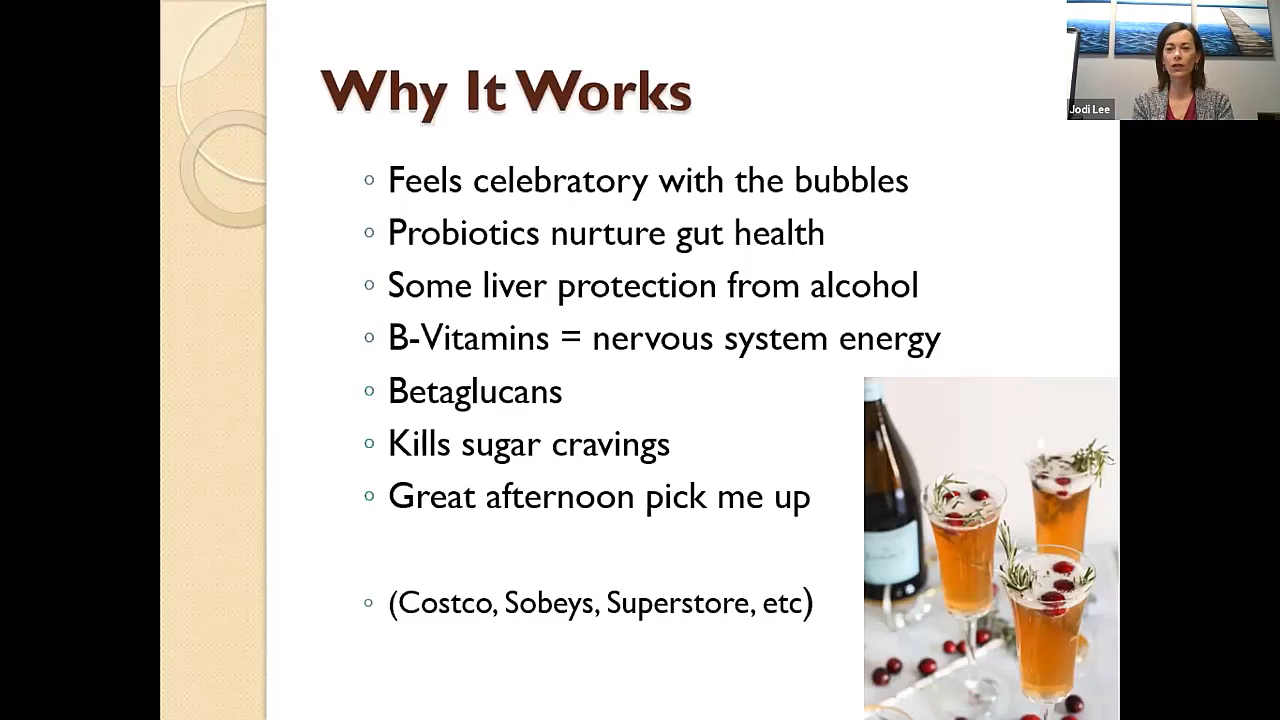 Why It Works
Feels celebratory with the bubbles
Probiotics nurture gut health
Some liver protection from alcohol
B-Vitamins = nervous system energy
Betaglucans
Kills sugar cravings
Great afternoon pick me up
(Costco, Sobeys, Superstore, etc)
Jodi Lee